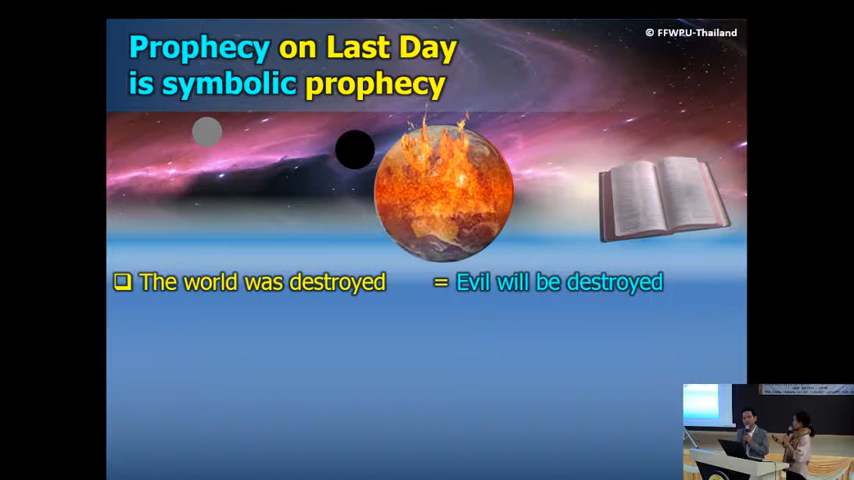 Prophecy on Last Day
is symbolic prophecy
© FFWPU-Thailand
❑ The world was destroyed = Evil will be destroyed